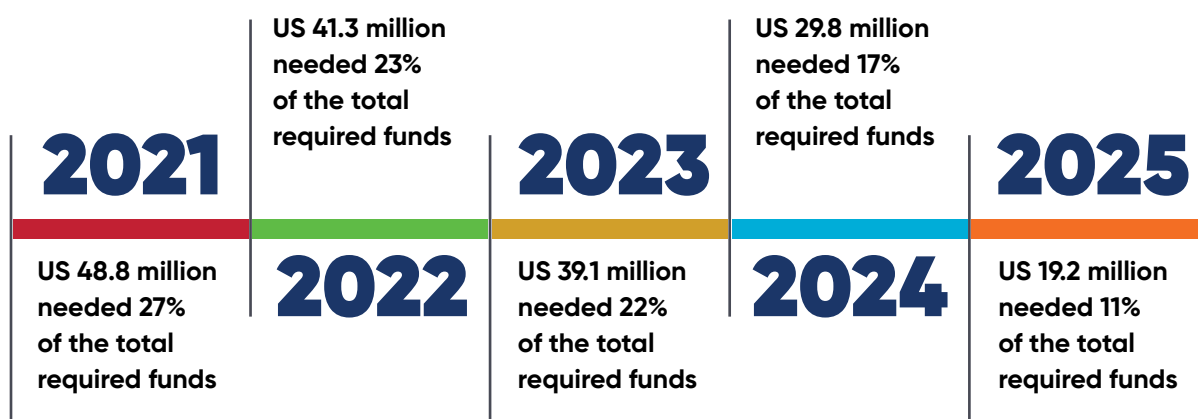 2021
US 48.8 million
needed 27%
of the total
required funds
US 41.3 million
needed 23%
of the total
required funds
2022
2023
US 39.1 million
needed 22%
of the total
required funds
US 29.8 million
needed 17%
of the total
required funds
2024
2025
US 19.2 million
needed 11%
of the total
required funds